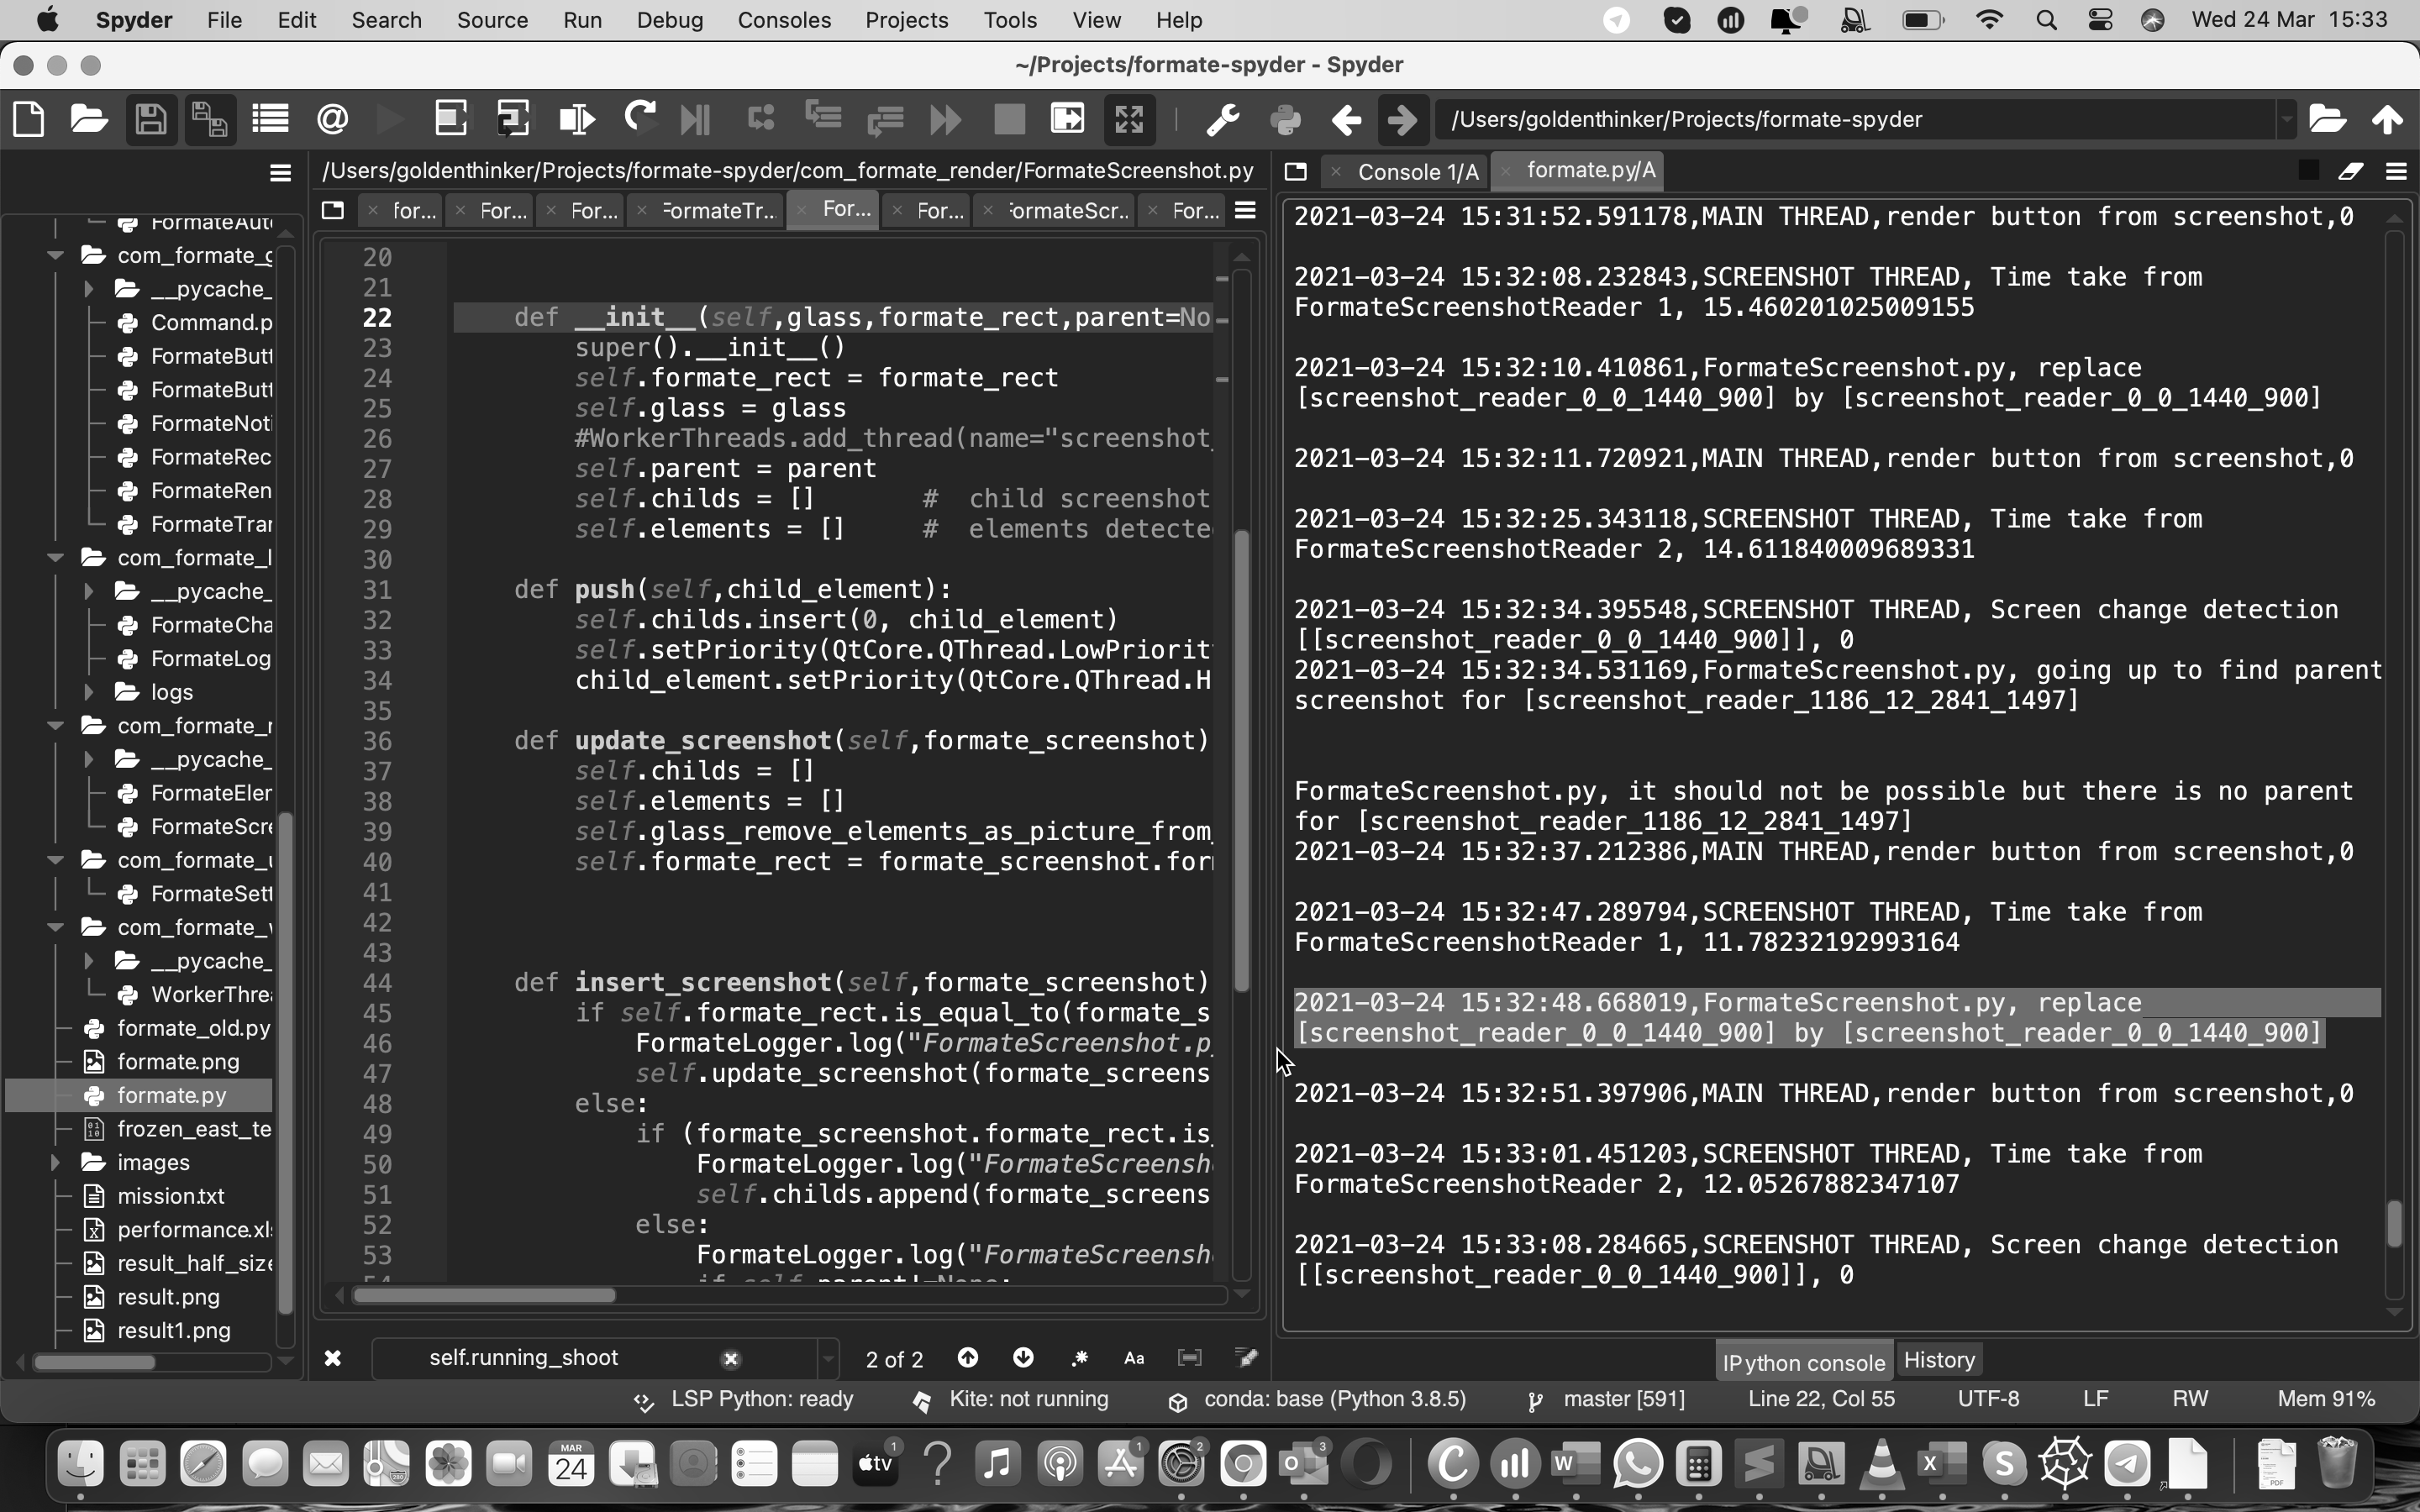 Spyder File Edit Search Source Run Debug Consoles Projects Tools View Help Wed 24 Mar 15:33
~/Projects/formate-spyder - Spyder
/Users/goldenthinker/Projects/formate-spyder
/Users/goldenthinker/Projects/formate-spyder/com_formate_render/FormateScreenshot.py
Console 1/A formate.py/A
for... For... For... FormateTr... For... For... ormateScr... For...
FormateAut
com_formate_g
__pycache_
Command.p
FormateButt
FormateButt
FormateNoti
FormateRec
FormateRen
FormateTrar
com_formate_l
__pycache_
FormateCha
FormateLog
logs
com_formate_r
__pycache_
FormateElem
FormateScre
com_formate_u
FormateSett
com_formate_w
__pycache_
WorkerThrea
formate_old.py
formate.png
formate.py
frozen_east_te
images
mission.txt
performance.xls
result_half_size
result.png
result1.png
20
21
22 def __init__(self,glass,formate_rect,parent=No
23 super().__init__()
24 self.formate_rect = formate_rect
25 self.glass = glass
26 #WorkerThreads.add_thread(name="screenshot_
27 self.parent = parent
28 self.childs = [] # child screenshot
29 self.elements = [] # elements detecte
30
31 def push(self,child_element):
32 self.childs.insert(0, child_element)
33 self.setPriority(QtCore.QThread.LowPriorit
34 child_element.setPriority(QtCore.QThread.H
35
36 def update_screenshot(self,formate_screenshot)
37 self.childs = []
38 self.elements = []
39 self.glass_remove_elements_as_picture_from_
40 self.formate_rect = formate_screenshot.for
41
42
43
44 def insert_screenshot(self,formate_screenshot)
45 if self.formate_rect.is_equal_to(formate_s
46 FormateLogger.log("FormateScreenshot.p
47 self.update_screenshot(formate_screens
48 else:
49 if (formate_screenshot.formate_rect.is_
50 FormateLogger.log("FormateScreensh
51 self.childs.append(formate_screens
52 else:
53 FormateLogger.log("FormateScreensh
54 if self.parent!=None:
self.running_shoot 2 of 2 Aa
2021-03-24 15:31:52.591178,MAIN THREAD,render button from screenshot,0
2021-03-24 15:32:08.232843,SCREENSHOT THREAD, Time take from
FormateScreenshotReader 1, 15.460201025009155
2021-03-24 15:32:10.410861,FormateScreenshot.py, replace
[screenshot_reader_0_0_1440_900] by [screenshot_reader_0_0_1440_900]
2021-03-24 15:32:11.720921,MAIN THREAD,render button from screenshot,0
2021-03-24 15:32:25.343118,SCREENSHOT THREAD, Time take from
FormateScreenshotReader 2, 14.611840009689331
2021-03-24 15:32:34.395548,SCREENSHOT THREAD, Screen change detection
[[screenshot_reader_0_0_1440_900]], 0
2021-03-24 15:32:34.531169,FormateScreenshot.py, going up to find parent
screenshot for [screenshot_reader_1186_12_2841_1497]
FormateScreenshot.py, it should not be possible but there is no parent
for [screenshot_reader_1186_12_2841_1497]
2021-03-24 15:32:37.212386,MAIN THREAD,render button from screenshot,0
2021-03-24 15:32:47.289794,SCREENSHOT THREAD, Time take from
FormateScreenshotReader 1, 11.78232192993164
2021-03-24 15:32:48.668019,FormateScreenshot.py, replace
[screenshot_reader_0_0_1440_900] by [screenshot_reader_0_0_1440_900]
2021-03-24 15:32:51.397906,MAIN THREAD,render button from screenshot,0
2021-03-24 15:33:01.451203,SCREENSHOT THREAD, Time take from
FormateScreenshotReader 2, 12.05267882347107
2021-03-24 15:33:08.284665,SCREENSHOT THREAD, Screen change detection
[[screenshot_reader_0_0_1440_900]], 0
IPython console History
LSP Python: ready Kite: not running conda: base (Python 3.8.5) master [591] Line 22, Col 55 UTF-8 LF RW Mem 91%
MAR
24
tv
1
1
2
3
PDF